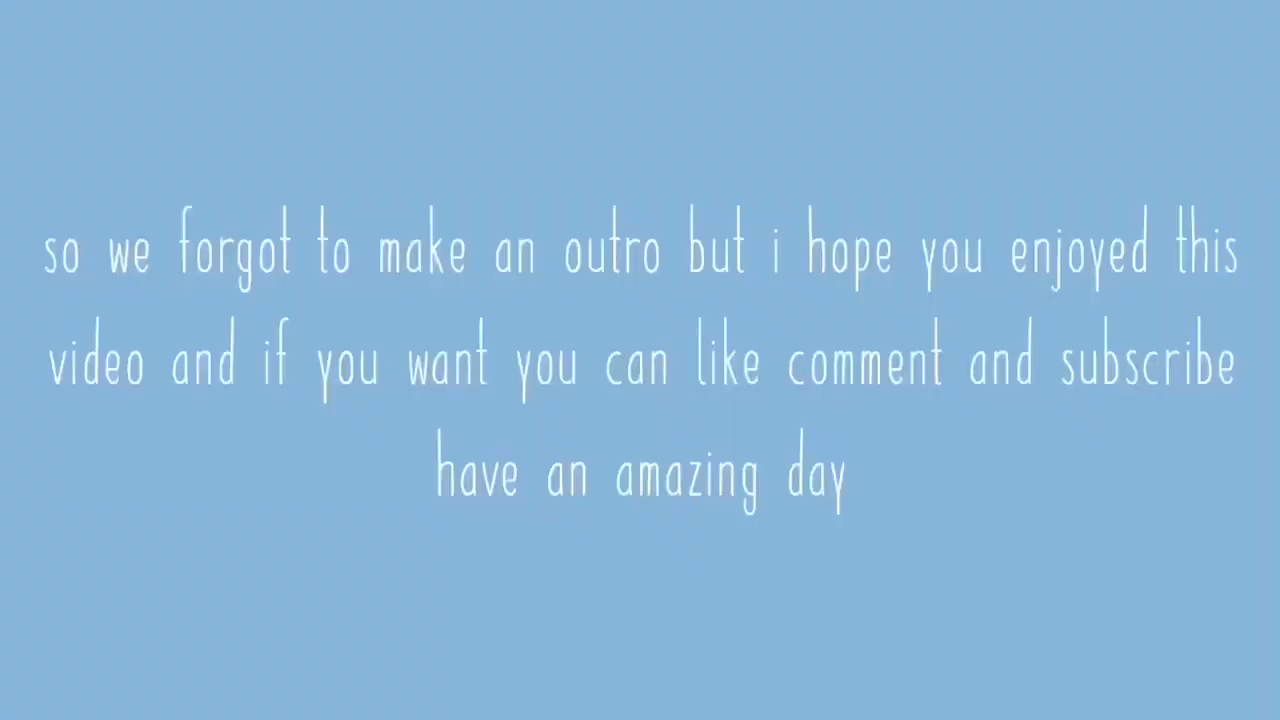 so we forgot to make an outro but i hope you enjoyed this
video and if you want you can like comment and subscribe
have an amazing day